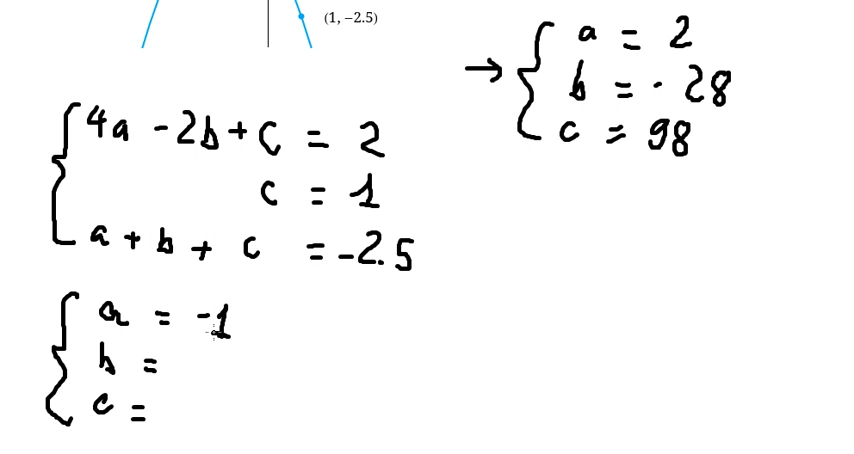 (1, −2.5)
→ { a = 2
b = - 28
c = 98
{ 4a - 2b + c = 2
c = 1
a + b + c = -2.5
{ a = -1
b =
c =